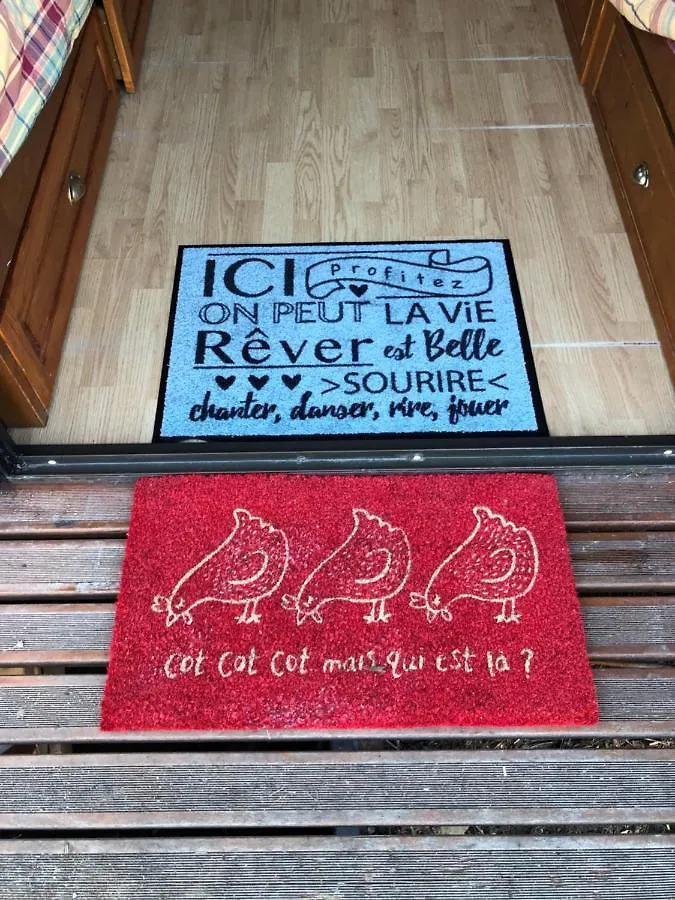 ICI profitez
ON PEUT LA ViE
Rêver est Belle
>SOURIRE<
chanter, danser, rire, jouer
cot cot cot mais qui est là ?